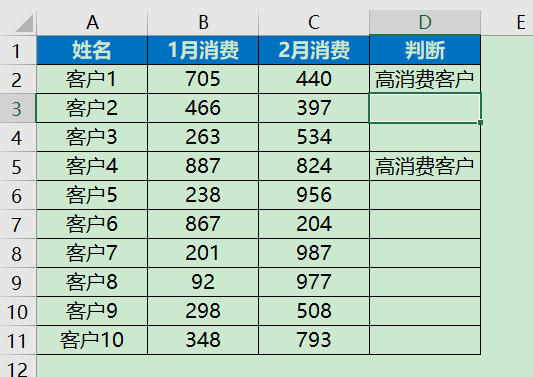 A B C D E
1 姓名 1月消费 2月消费 判断
2 客户1 705 440 高消费客户
3 客户2 466 397
4 客户3 263 534
5 客户4 887 824 高消费客户
6 客户5 238 956
7 客户6 867 204
8 客户7 201 987
9 客户8 92 977
10 客户9 298 508
11 客户10 348 793
12